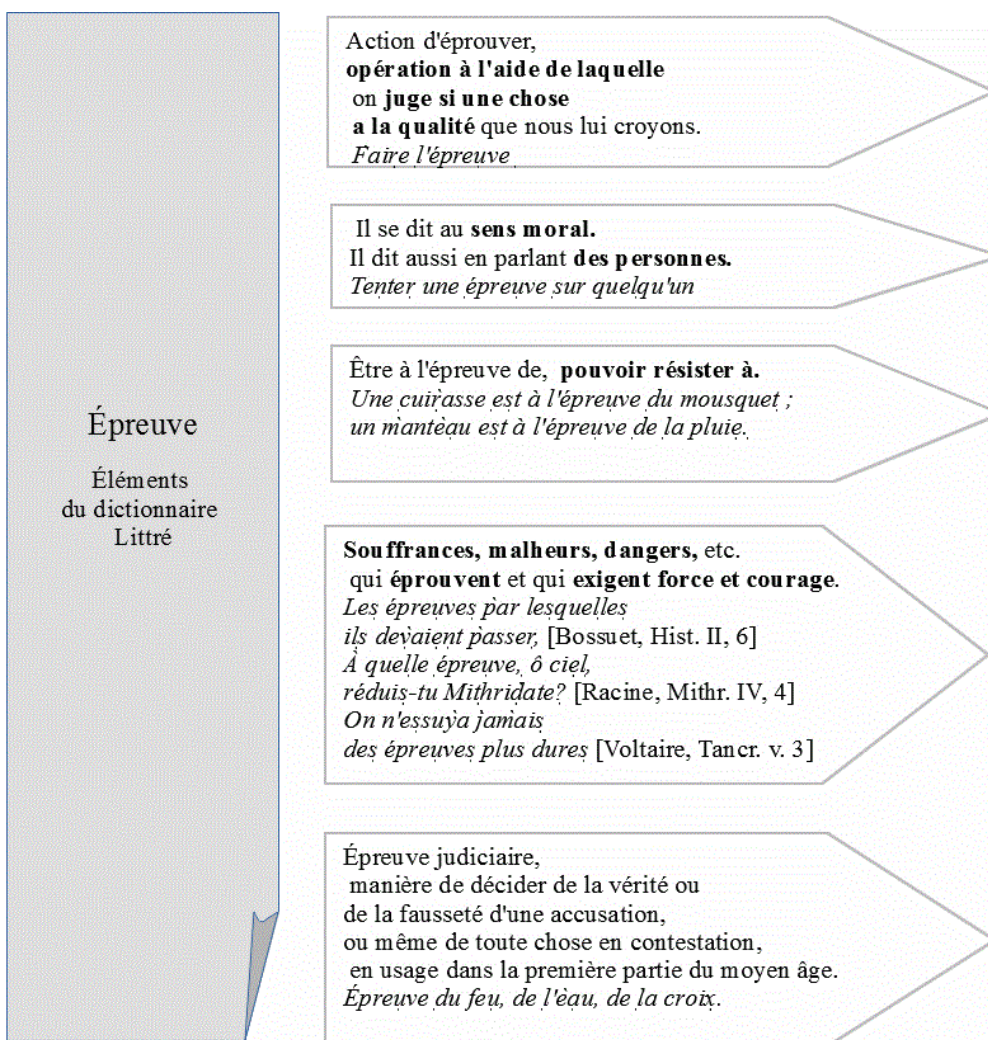 Épreuve
Éléments
du dictionnaire
Littré
Action d'éprouver,
opération à l'aide de laquelle
on juge si une chose
a la qualité que nous lui croyons.
Faire l'épreuve
Il se dit au sens moral.
Il dit aussi en parlant des personnes.
Tenter une épreuve sur quelqu'un
Être à l'épreuve de, pouvoir résister à.
Une cuirasse est à l'épreuve du mousquet ;
un manteau est à l'épreuve de la pluie.
Souffrances, malheurs, dangers, etc.
qui éprouvent et qui exigent force et courage.
Les épreuves par lesquelles
ils devaient passer, [Bossuet, Hist. II, 6]
À quelle épreuve, ô ciel,
réduis-tu Mithridate? [Racine, Mithr. IV, 4]
On n'essuya jamais
des épreuves plus dures [Voltaire, Tancr. v. 3]
Épreuve judiciaire,
manière de décider de la vérité ou
de la fausseté d'une accusation,
ou même de toute chose en contestation,
en usage dans la première partie du moyen âge.
Épreuve du feu, de l'eau, de la croix.